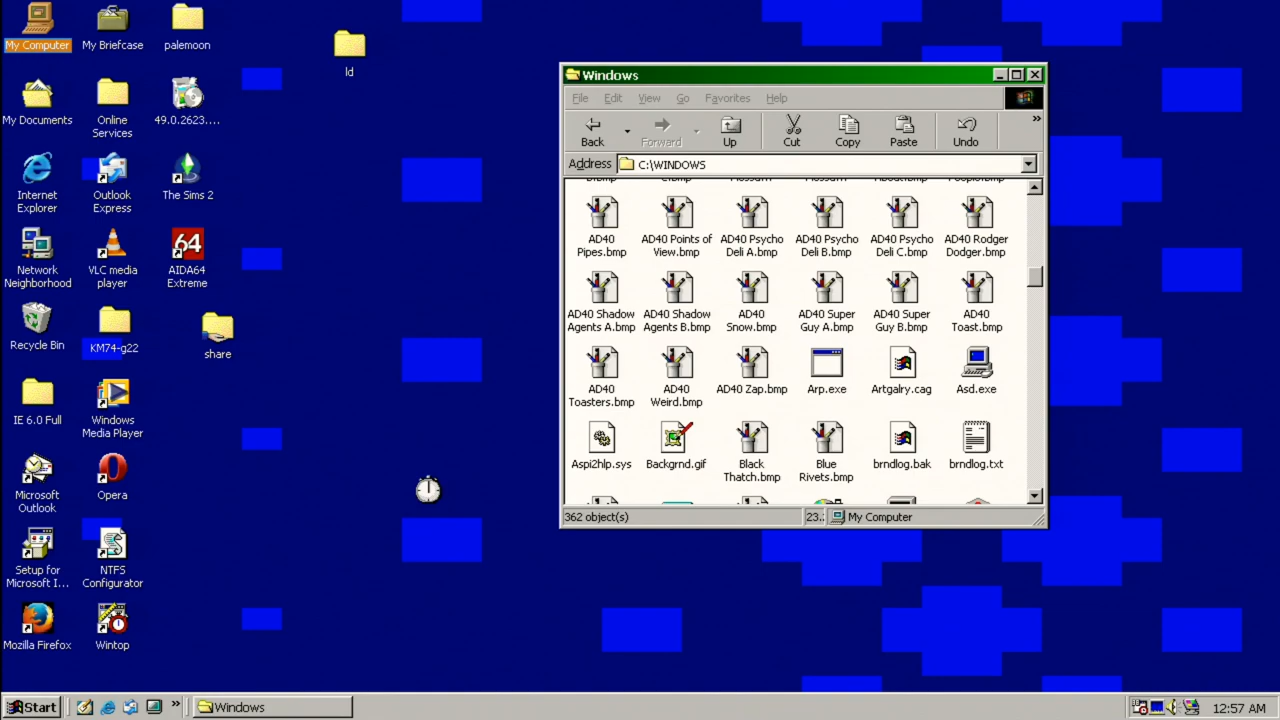 My Computer
My Briefcase
palemoon
ld
My Documents
Online
Services
49.0.2623....
Internet
Explorer
Outlook
Express
The Sims 2
Network
Neighborhood
VLC media
player
64
AIDA64
Extreme
Recycle Bin
KM74-g22
share
IE 6.0 Full
Windows
Media Player
Microsoft
Outlook
Opera
Setup for
Microsoft I...
NTFS
Configurator
Mozilla Firefox
Wintop
Windows
File Edit View Go Favorites Help
Back Forward Up Cut Copy Paste Undo
Address C:\WINDOWS
AD40
Pipes.bmp
AD40 Points of
View.bmp
AD40 Psycho
Deli A.bmp
AD40 Psycho
Deli B.bmp
AD40 Psycho
Deli C.bmp
AD40 Rodger
Dodger.bmp
AD40 Shadow
Agents A.bmp
AD40 Shadow
Agents B.bmp
AD40
Snow.bmp
AD40 Super
Guy A.bmp
AD40 Super
Guy B.bmp
AD40
Toast.bmp
AD40
Toasters.bmp
AD40
Weird.bmp
AD40 Zap.bmp
Arp.exe
Artgalry.cag
Asd.exe
Aspi2hlp.sys
Backgrnd.gif
Black
Thatch.bmp
Blue
Rivets.bmp
brndlog.bak
brndlog.txt
362 object(s)
My Computer
Start
Windows
12:57 AM